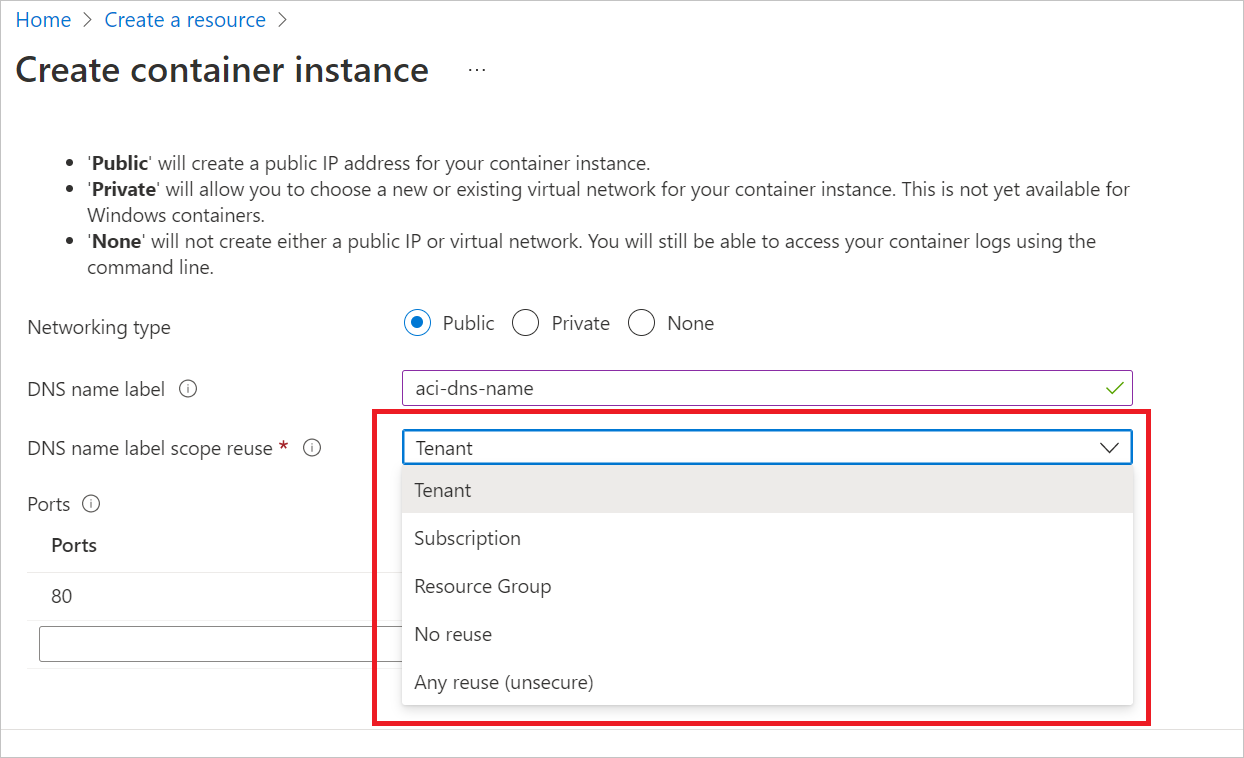 Home > Create a resource >
Create container instance ...
• 'Public' will create a public IP address for your container instance.
• 'Private' will allow you to choose a new or existing virtual network for your container instance. This is not yet available for
Windows containers.
• 'None' will not create either a public IP or virtual network. You will still be able to access your container logs using the
command line.
Networking type Public Private None
DNS name label aci-dns-name
DNS name label scope reuse * Tenant
Tenant
Ports
Subscription
Ports
Resource Group
80
No reuse
Any reuse (unsecure)